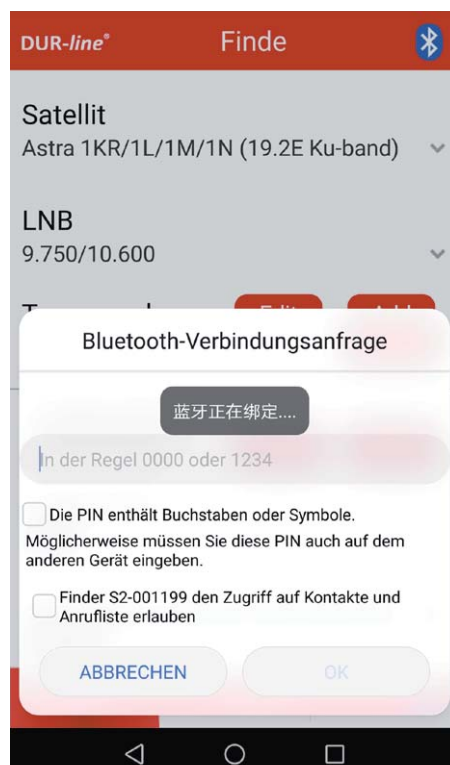 DUR-line® Finde
Satellit
Astra 1KR/1L/1M/1N (19.2E Ku-band)
LNB
9.750/10.600
Bluetooth-Verbindungsanfrage
蓝牙正在绑定....
In der Regel 0000 oder 1234
Die PIN enthält Buchstaben oder Symbole.
Möglicherweise müssen Sie diese PIN auch auf dem
anderen Gerät eingeben.
Finder S2-001199 den Zugriff auf Kontakte und
Anrufliste erlauben
ABBRECHEN OK